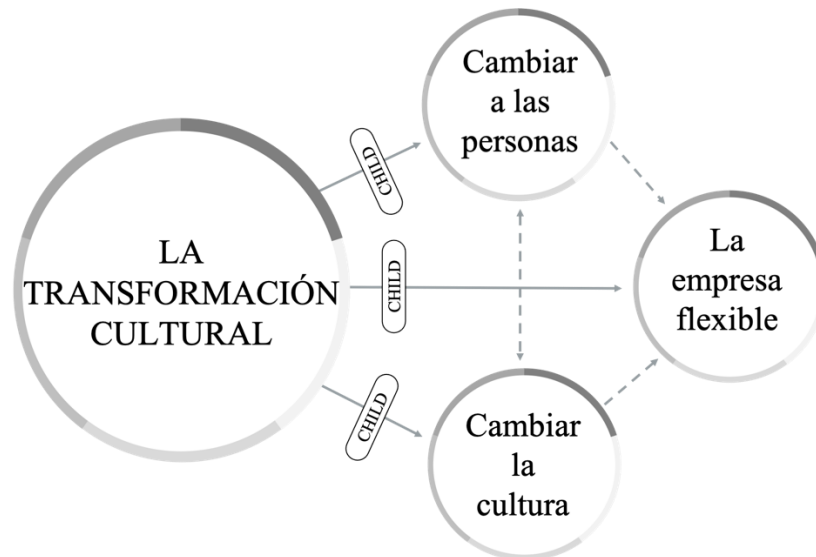 LA
TRANSFORMACIÓN
CULTURAL
CHILD
CHILD
CHILD
Cambiar
a las
personas
La
empresa
flexible
Cambiar
la
cultura